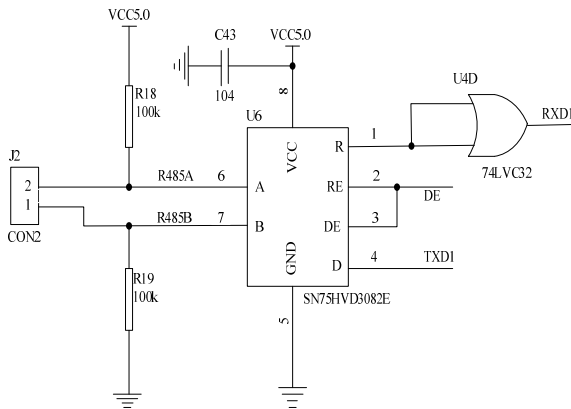 VCC5.0
C43
VCC5.0
104
8
U4D
R18
100k
U6
VCC
R
1
RXD1
74LVC32
J2
2
1
CON2
R485A
6
A
RE
2
DE
R485B
7
B
DE
3
GND
D
4
TXD1
SN75HVD3082E
R19
100k
5